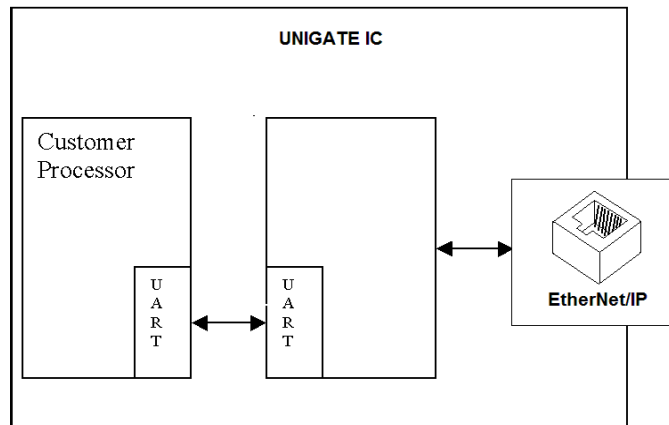 UNIGATE IC
Customer
Processor
U
A
R
T
U
A
R
T
EtherNet/IP